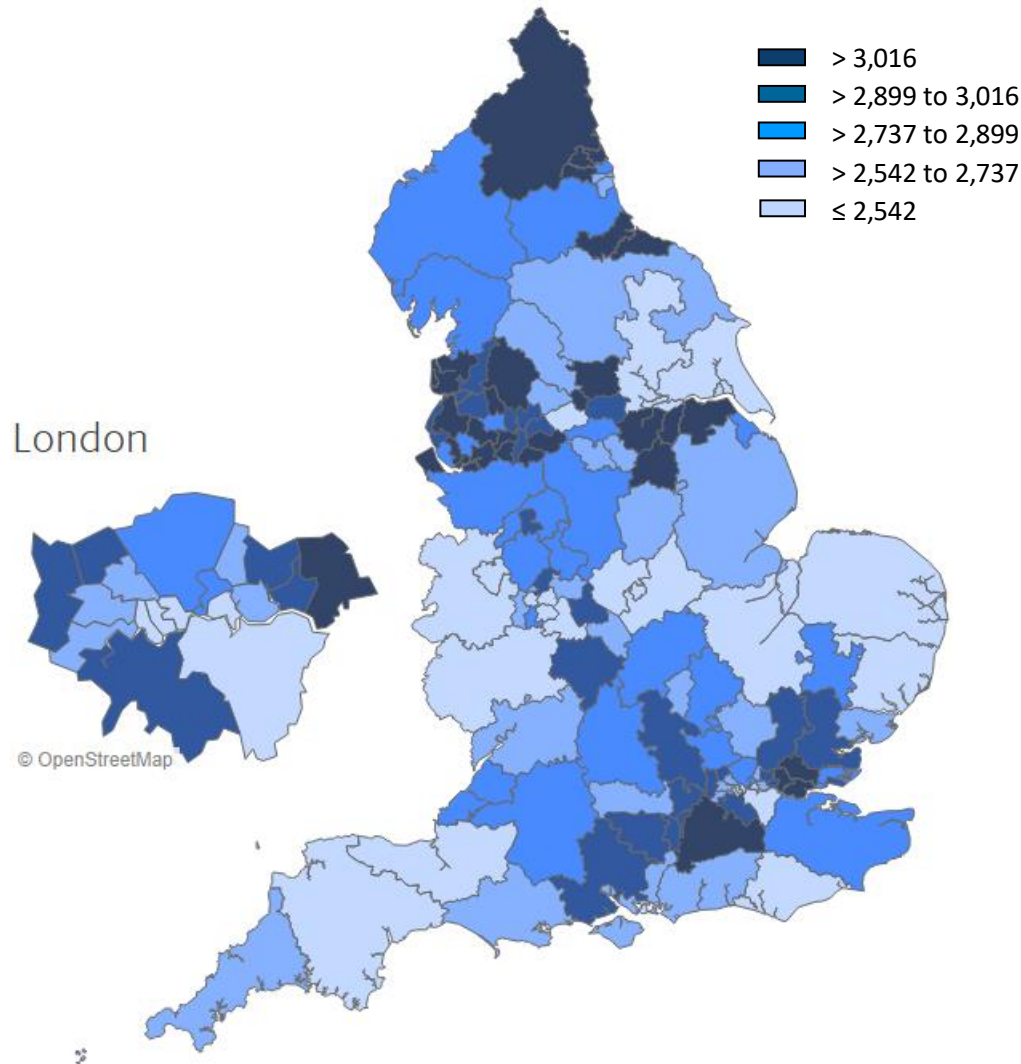 > 3,016
> 2,899 to 3,016
> 2,737 to 2,899
> 2,542 to 2,737
≤ 2,542
London
© OpenStreetMap